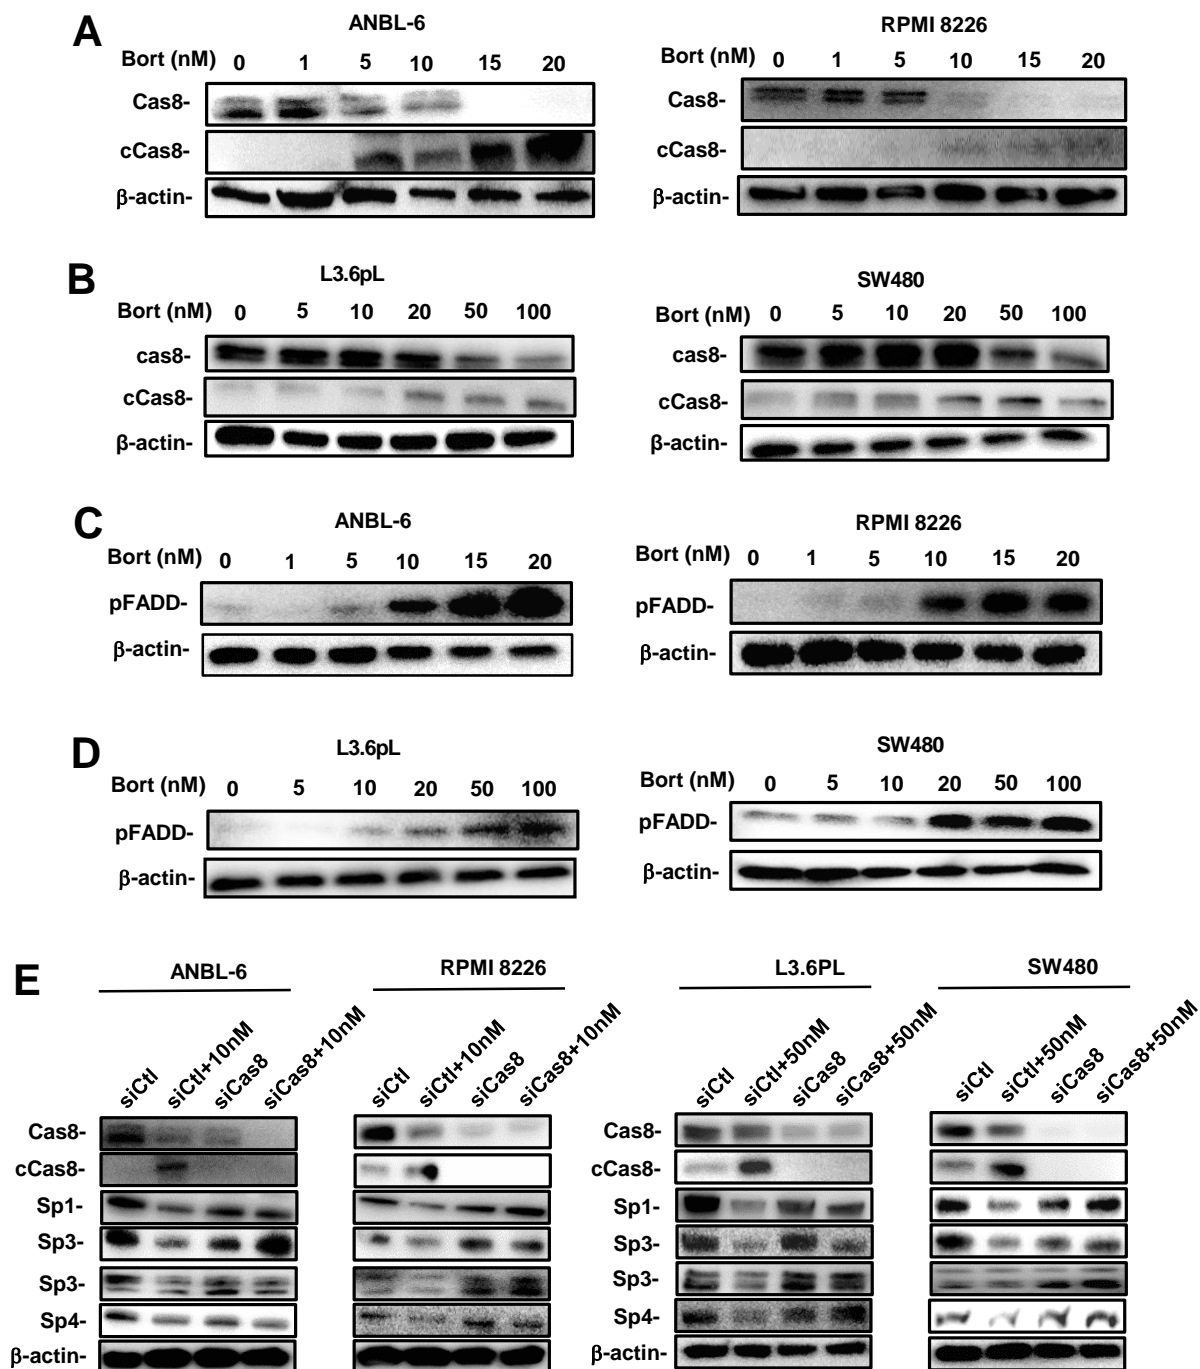 A
ANBL-6
RPMI 8226
Bort (nM) 0 1 5 10 15 20
Bort (nM) 0 1 5 10 15 20
Cas8-
Cas8-
cCas8-
cCas8-
β-actin-
β-actin-
B
L3.6pL
SW480
Bort (nM) 0 5 10 20 50 100
Bort (nM) 0 5 10 20 50 100
cas8-
cas8-
cCas8-
cCas8-
β-actin-
β-actin-
C
ANBL-6
RPMI 8226
Bort (nM) 0 1 5 10 15 20
Bort (nM) 0 1 5 10 15 20
pFADD-
pFADD-
β-actin-
β-actin-
D
L3.6pL
SW480
Bort (nM) 0 5 10 20 50 100
Bort (nM) 0 5 10 20 50 100
pFADD-
pFADD-
β-actin-
β-actin-
E
ANBL-6
RPMI 8226
L3.6PL
SW480
siCtl siCtl+10nM siCas8 siCas8+10nM
siCtl siCtl+10nM siCas8 siCas8+10nM
siCtl siCtl+50nM siCas8 siCas8+50nM
siCtl siCtl+50nM siCas8 siCas8+50nM
Cas8-
Cas8-
cCas8-
cCas8-
Sp1-
Sp1-
Sp3-
Sp3-
Sp3-
Sp3-
Sp4-
Sp4-
β-actin-
β-actin-